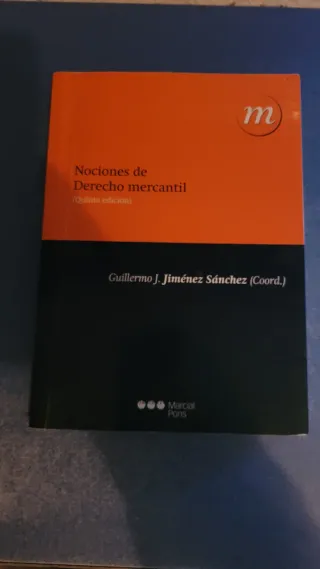 m
Nociones de
Derecho mercantil
(Quinta edición)
Guillermo J. Jiménez Sánchez (Coord.)
Marcial
Pons